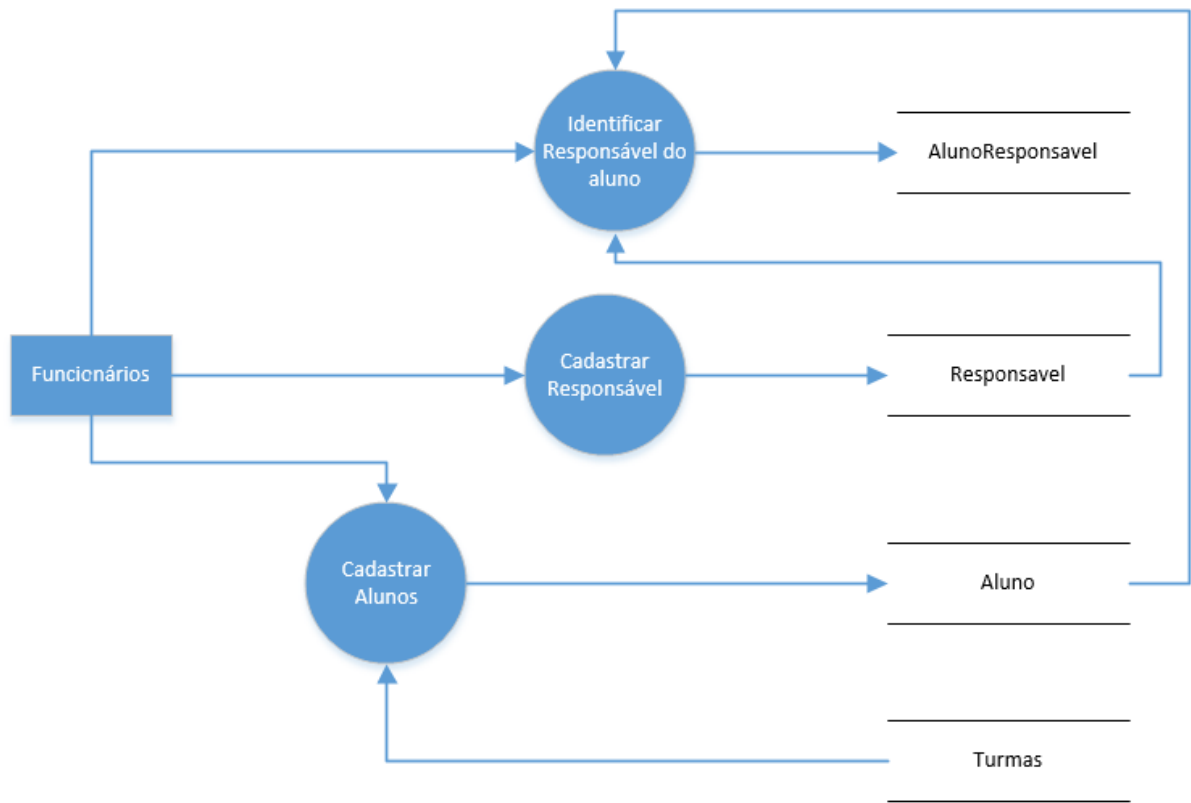 Identificar
Responsável do
aluno
AlunoResponsavel
Funcionários
Cadastrar
Responsável
Responsavel
Cadastrar
Alunos
Aluno
Turmas